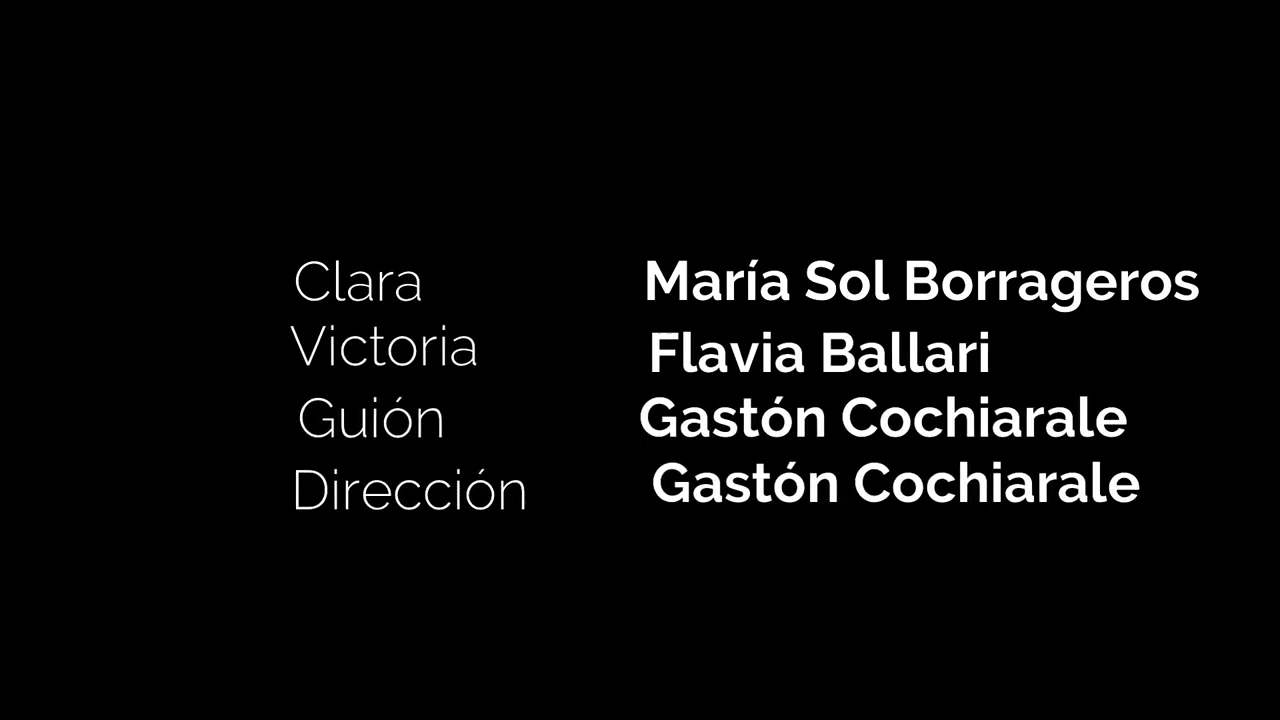 Clara María Sol Borrageros
Victoria Flavia Ballari
Guión Gastón Cochiarale
Dirección Gastón Cochiarale